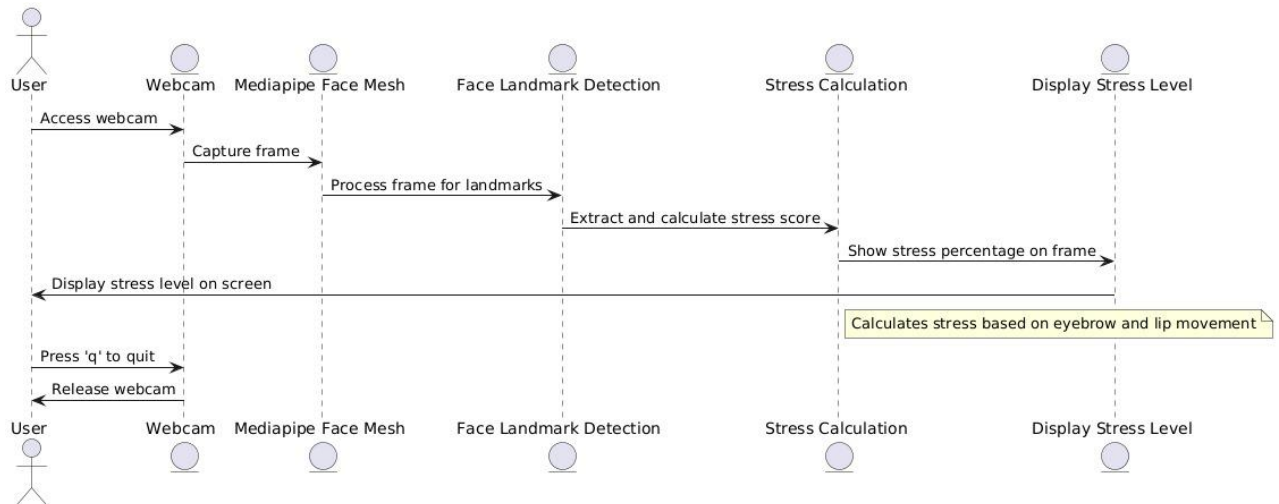 User
Webcam
Mediapipe Face Mesh
Face Landmark Detection
Stress Calculation
Display Stress Level
Access webcam
Capture frame
Process frame for landmarks
Extract and calculate stress score
Show stress percentage on frame
Display stress level on screen
Calculates stress based on eyebrow and lip movement
Press 'q' to quit
Release webcam
User
Webcam
Mediapipe Face Mesh
Face Landmark Detection
Stress Calculation
Display Stress Level